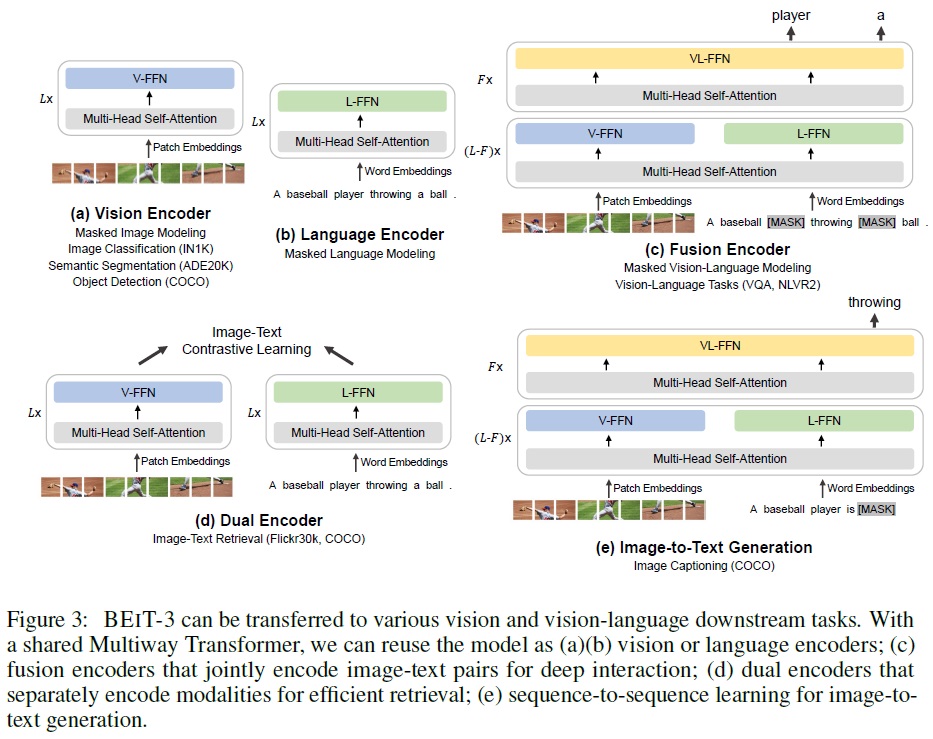 V-FFN
Lx
Multi-Head Self-Attention
Patch Embeddings
(a) Vision Encoder
Masked Image Modeling
Image Classification (IN1K)
Semantic Segmentation (ADE20K)
Object Detection (COCO)
L-FFN
Lx
Multi-Head Self-Attention
Word Embeddings
A baseball player throwing a ball .
(b) Language Encoder
Masked Language Modeling
player a
VL-FFN
Fx
Multi-Head Self-Attention
V-FFN L-FFN
(L-F)x
Multi-Head Self-Attention
Patch Embeddings Word Embeddings
A baseball [MASK] throwing [MASK] ball .
(c) Fusion Encoder
Masked Vision-Language Modeling
Vision-Language Tasks (VQA, NLVR2)
Image-Text
Contrastive Learning
V-FFN L-FFN
Lx Lx
Multi-Head Self-Attention Multi-Head Self-Attention
Patch Embeddings Word Embeddings
A baseball player throwing a ball .
(d) Dual Encoder
Image-Text Retrieval (Flickr30k, COCO)
throwing
VL-FFN
Fx
Multi-Head Self-Attention
V-FFN L-FFN
(L-F)x
Multi-Head Self-Attention
Patch Embeddings Word Embeddings
A baseball player is [MASK]
(e) Image-to-Text Generation
Image Captioning (COCO)
Figure 3: BEIT-3 can be transferred to various vision and vision-language downstream tasks. With
a shared Multiway Transformer, we can reuse the model as (a)(b) vision or language encoders; (c)
fusion encoders that jointly encode image-text pairs for deep interaction; (d) dual encoders that
separately encode modalities for efficient retrieval; (e) sequence-to-sequence learning for image-to-
text generation.